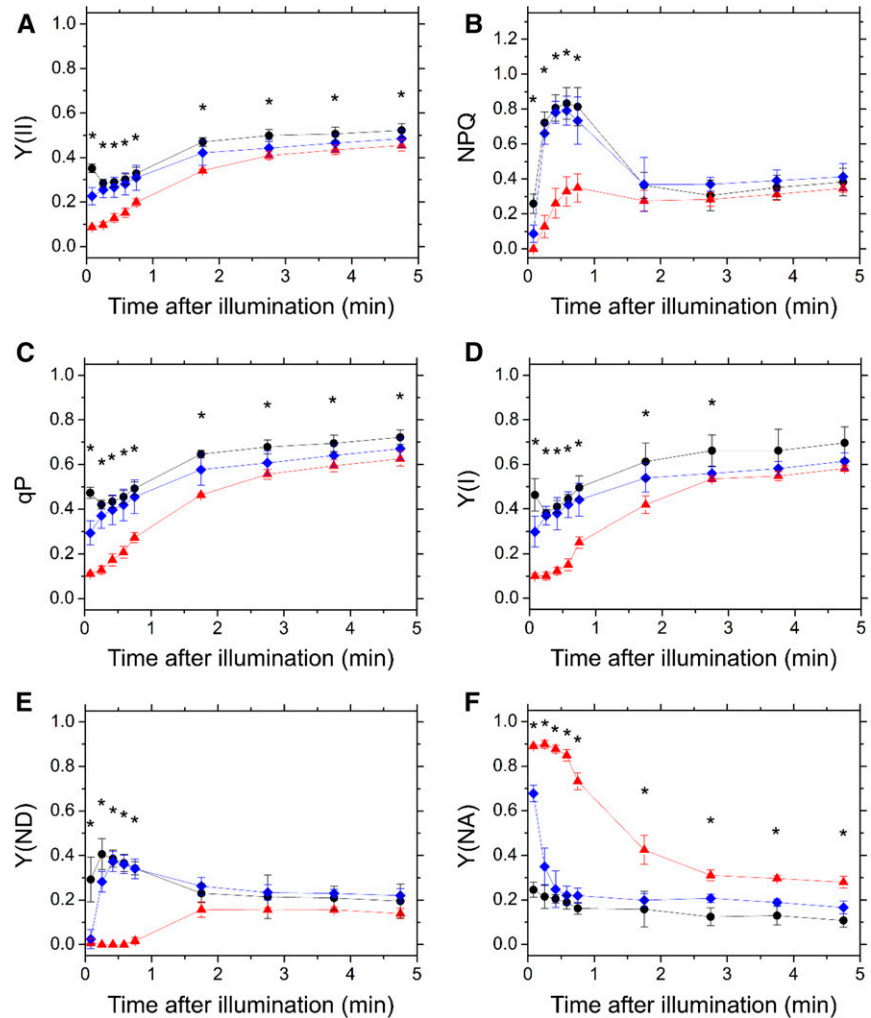 A
B
1.0
0.8
0.6
0.4
0.2
0.0
Y(II)
* * * * * * * * *
0 1 2 3 4 5
Time after illumination (min)
1.2
1.0
0.8
0.6
0.4
0.2
0.0
NPQ
* * * * *
0 1 2 3 4 5
Time after illumination (min)
C
D
1.0
0.8
0.6
0.4
0.2
0.0
qP
* * * * * * * * *
0 1 2 3 4 5
Time after illumination (min)
1.0
0.8
0.6
0.4
0.2
0.0
Y(I)
* * * * * * *
0 1 2 3 4 5
Time after illumination (min)
E
F
1.0
0.8
0.6
0.4
0.2
0.0
Y(ND)
* * * * *
0 1 2 3 4 5
Time after illumination (min)
1.0
0.8
0.6
0.4
0.2
0.0
Y(NA)
* * * * * * * * *
0 1 2 3 4 5
Time after illumination (min)